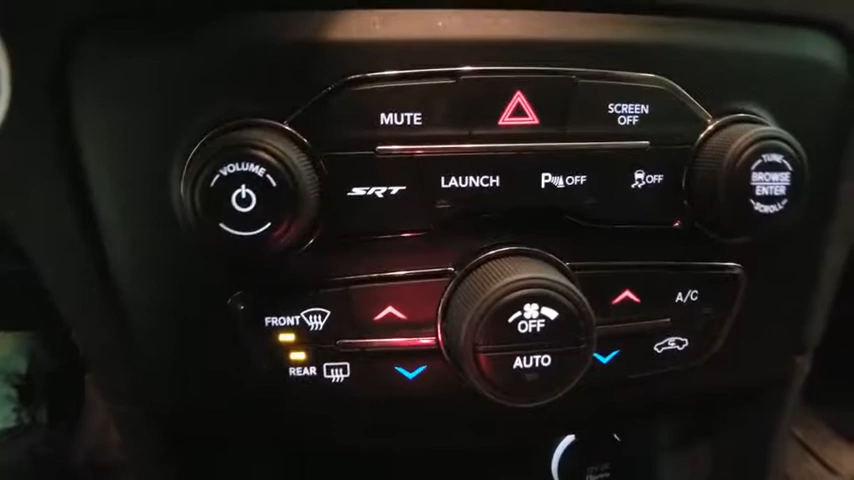 MUTE
SCREEN
OFF
VOLUME
SRT
LAUNCH
P OFF
OFF
TUNE
BROWSE
ENTER
SCROLL
FRONT
REAR
OFF
AUTO
A/C